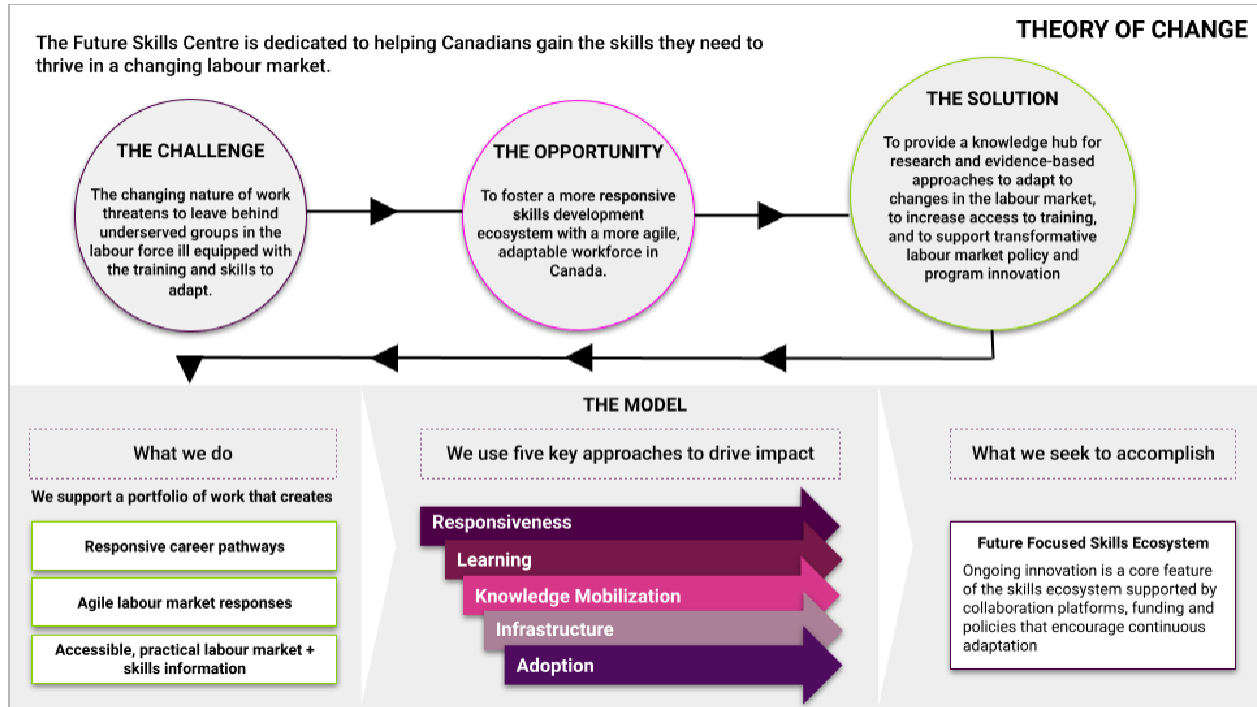 THEORY OF CHANGE
The Future Skills Centre is dedicated to helping Canadians gain the skills they need to
thrive in a changing labour market.
THE CHALLENGE
The changing nature of work
threatens to leave behind
underserved groups in the
labour force ill equipped with
the training and skills to
adapt.
THE OPPORTUNITY
To foster a more responsive
skills development
ecosystem with a more agile,
adaptable workforce in
Canada.
THE SOLUTION
To provide a knowledge hub for
research and evidence-based
approaches to adapt to
changes in the labour market,
to increase access to training,
and to support transformative
labour market policy and
program innovation
THE MODEL
What we do
We support a portfolio of work that creates
Responsive career pathways
Agile labour market responses
Accessible, practical labour market +
skills information
We use five key approaches to drive impact
Responsiveness
Learning
Knowledge Mobilization
Infrastructure
Adoption
What we seek to accomplish
Future Focused Skills Ecosystem
Ongoing innovation is a core feature
of the skills ecosystem supported by
collaboration platforms, funding and
policies that encourage continuous
adaptation